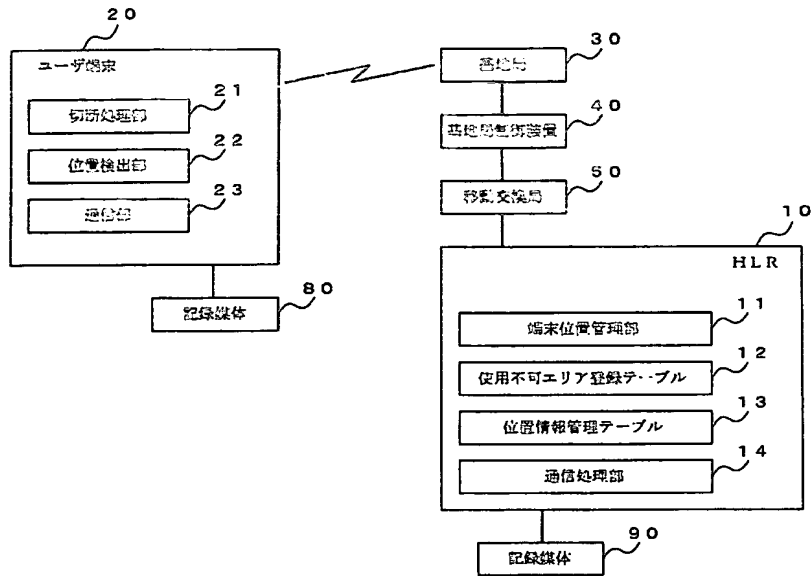 20
ユーザ端末
21
切断処理部
22
位置検出部
23
通信部
80
記録媒体
30
基地局
40
基地局制御装置
50
移動交換局
10
HLR
11
端末位置管理部
12
使用不可エリア登録テーブル
13
位置情報管理テーブル
14
通信処理部
90
記録媒体